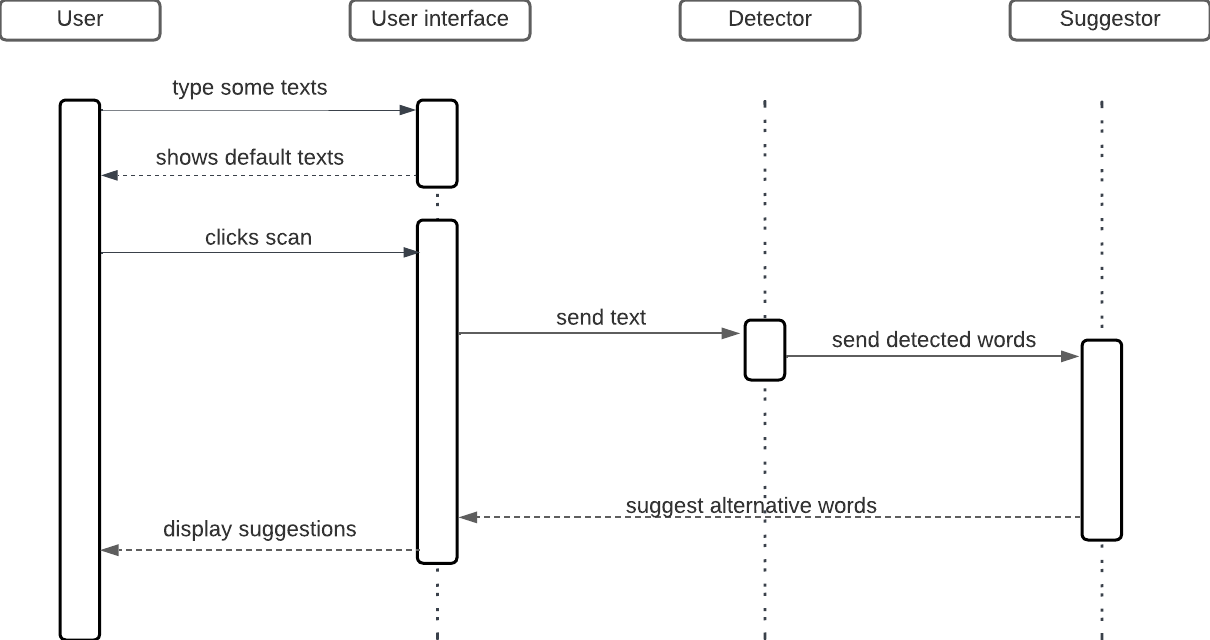 User
User interface
Detector
Suggestor
type some texts
shows default texts
clicks scan
send text
send detected words
suggest alternative words
display suggestions